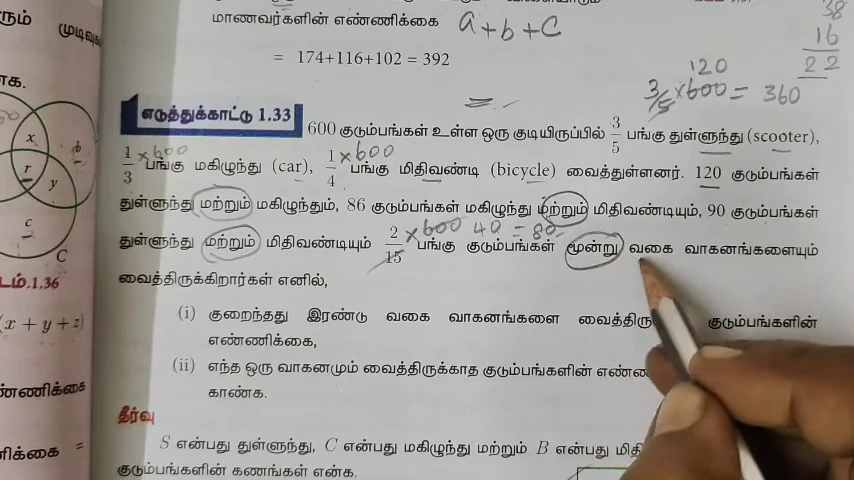 மாணவர்களின் எண்ணிக்கை a+b+c
= 174+116+102 = 392
38
16
22
120
3/5 ×600 = 360
ரும் முடிவுக
க.
x
b
r
y
c
C
டம்.1.36
(x + y + z)
ண்ணிக்கை
ணிக்கை =
எடுத்துக்காட்டு 1.33
600 குடும்பங்கள் உள்ள ஒரு குடியிருப்பில் 3/5 பங்கு துள்ளுந்து (scooter),
1/3 ×600 பங்கு மகிழுந்து (car), 1/4 ×600 பங்கு மிதிவண்டி (bicycle) வைத்துள்ளனர். 120 குடும்பங்கள்
துள்ளுந்து மற்றும் மகிழுந்தும், 86 குடும்பங்கள் மகிழுந்து மற்றும் மிதிவண்டியும், 90 குடும்பங்கள்
துள்ளுந்து மற்றும் மிதிவண்டியும் 2/15 ×600 40 = 80 பங்கு குடும்பங்கள் மூன்று வகை வாகனங்களையும்
வைத்திருக்கிறார்கள் எனில்,
(i) குறைந்தது இரண்டு வகை வாகனங்களை வைத்திரு குடும்பங்களின்
எண்ணிக்கை,
(ii) எந்த ஒரு வாகனமும் வைத்திருக்காத குடும்பங்களின் எண்ண
காண்க.
தீர்வு
S என்பது துள்ளுந்து, C என்பது மகிழுந்து மற்றும் B என்பது மிதி
குடும்பங்களின் கணங்கள் என்க.